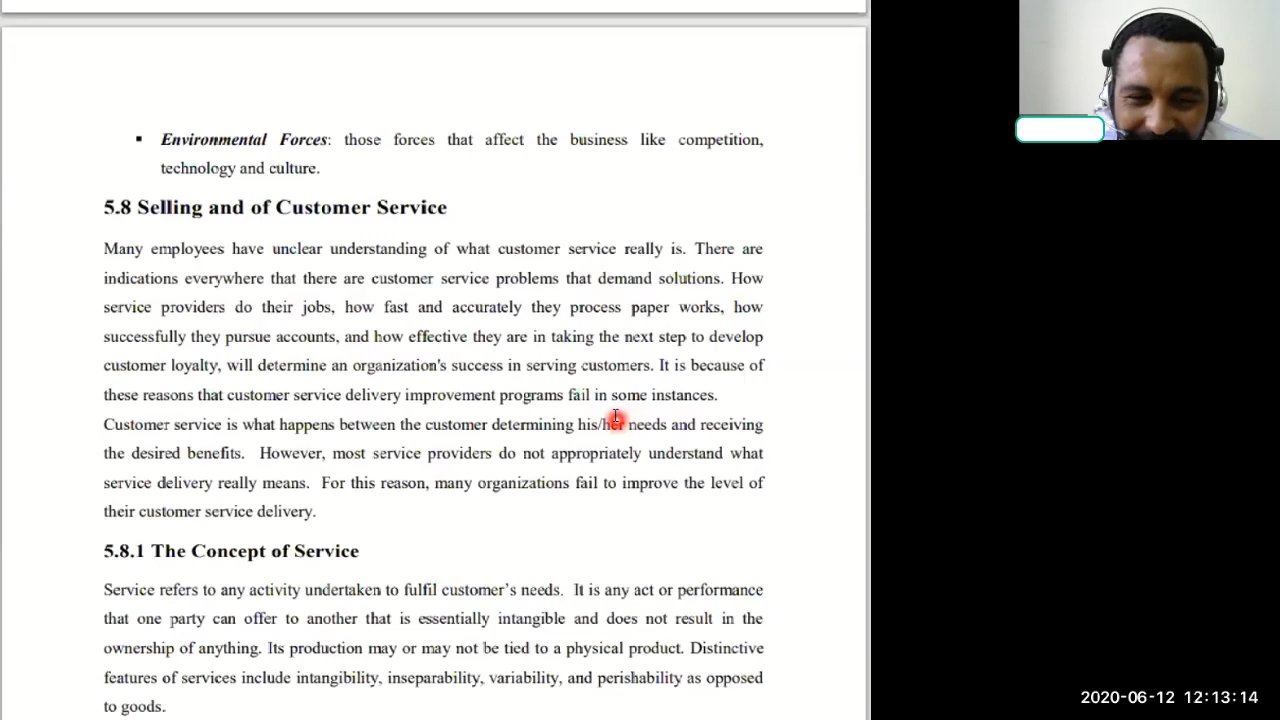 ▪ Environmental Forces: those forces that affect the business like competition,
technology and culture.
5.8 Selling and of Customer Service
Many employees have unclear understanding of what customer service really is. There are
indications everywhere that there are customer service problems that demand solutions. How
service providers do their jobs, how fast and accurately they process paper works, how
successfully they pursue accounts, and how effective they are in taking the next step to develop
customer loyalty, will determine an organization's success in serving customers. It is because of
these reasons that customer service delivery improvement programs fail in some instances.
Customer service is what happens between the customer determining his/her needs and receiving
the desired benefits. However, most service providers do not appropriately understand what
service delivery really means. For this reason, many organizations fail to improve the level of
their customer service delivery.
5.8.1 The Concept of Service
Service refers to any activity undertaken to fulfil customer’s needs. It is any act or performance
that one party can offer to another that is essentially intangible and does not result in the
ownership of anything. Its production may or may not be tied to a physical product. Distinctive
features of services include intangibility, inseparability, variability, and perishability as opposed
to goods.
2020-06-12 12:13:14